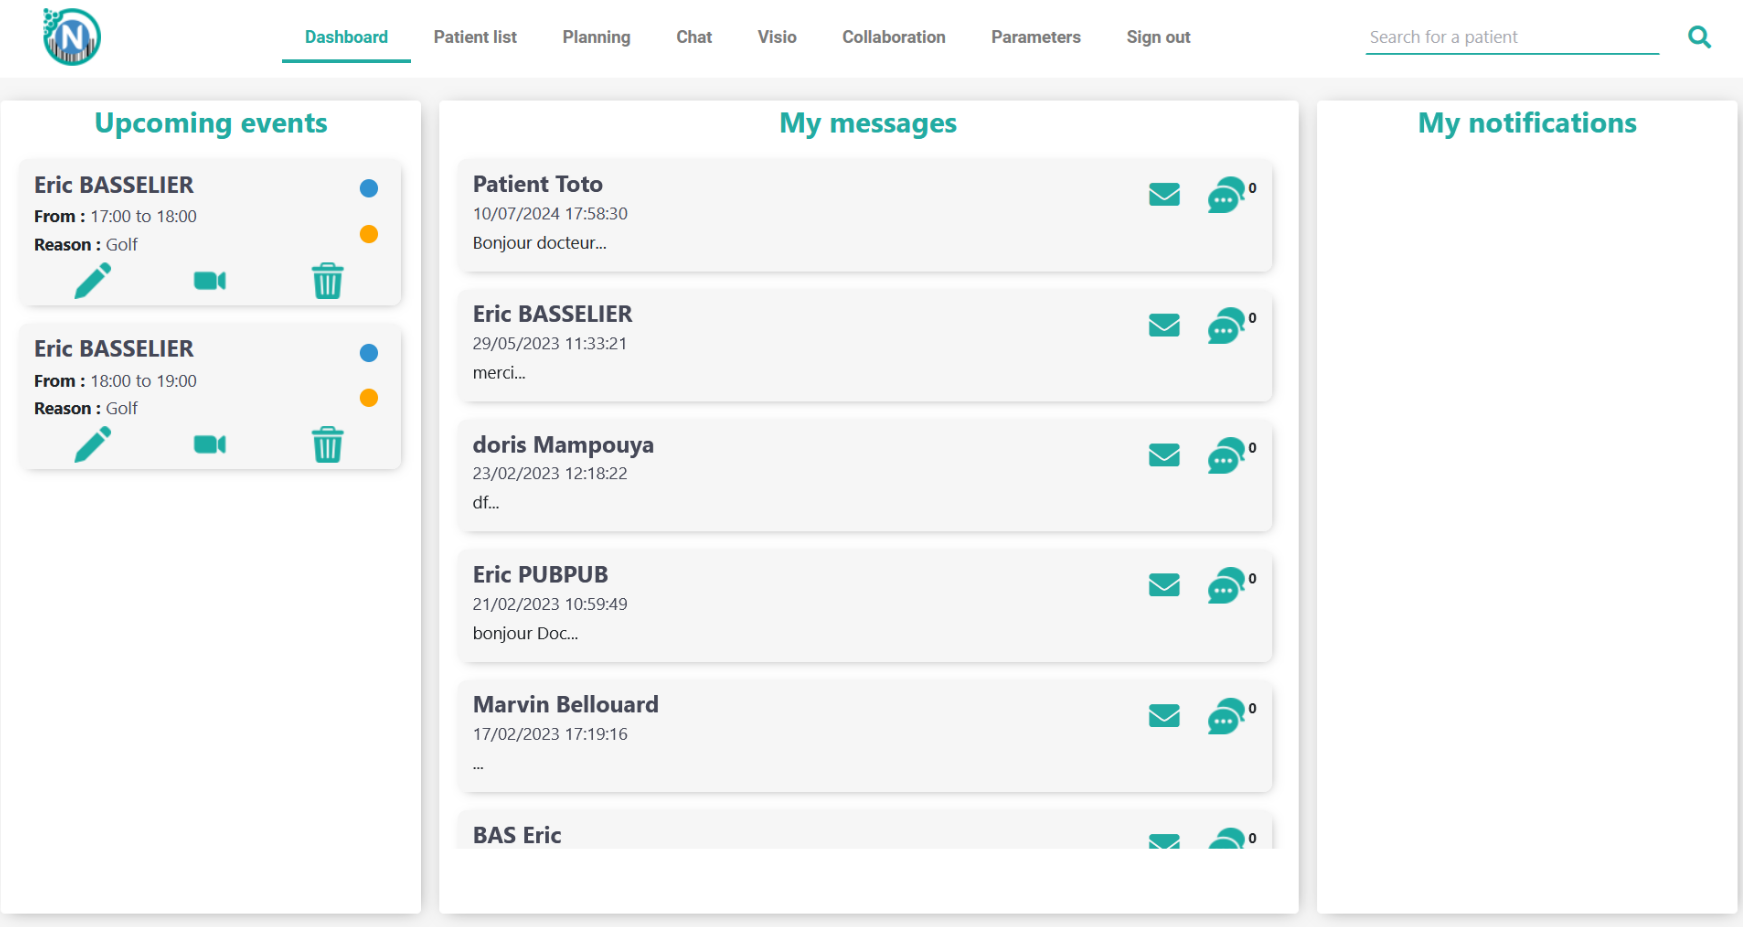 N
Dashboard Patient list Planning Chat Visio Collaboration Parameters Sign out Search for a patient
Upcoming events
Eric BASSELIER
From : 17:00 to 18:00
Reason : Golf
Eric BASSELIER
From : 18:00 to 19:00
Reason : Golf
My messages
Patient Toto
0
10/07/2024 17:58:30
Bonjour docteur...
Eric BASSELIER
0
29/05/2023 11:33:21
merci...
doris Mampouya
0
23/02/2023 12:18:22
df...
Eric PUBPUB
0
21/02/2023 10:59:49
bonjour Doc...
Marvin Bellouard
0
17/02/2023 17:19:16
...
BAS Eric
0
My notifications